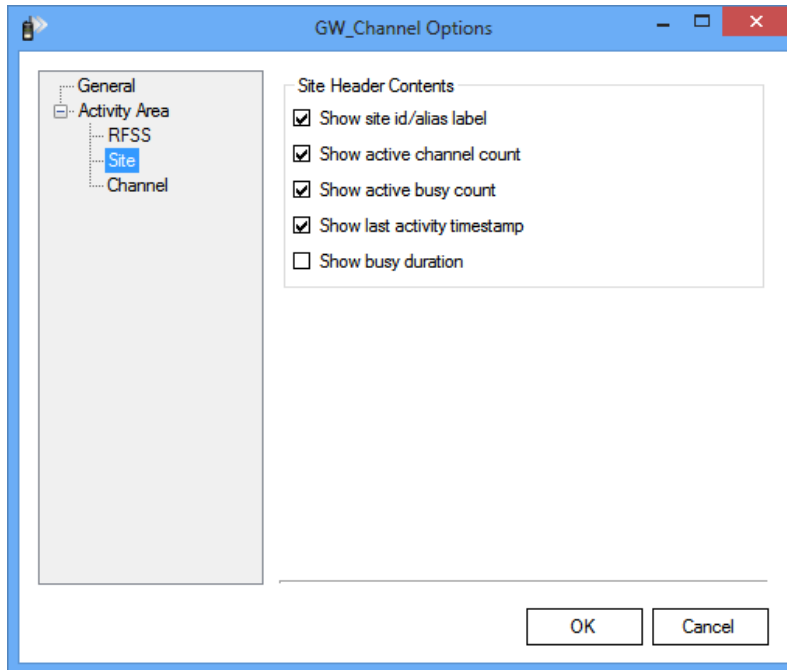 GW_Channel Options
General
Activity Area
RFSS
Site
Channel
Site Header Contents
Show site id/alias label
Show active channel count
Show active busy count
Show last activity timestamp
Show busy duration
OK
Cancel